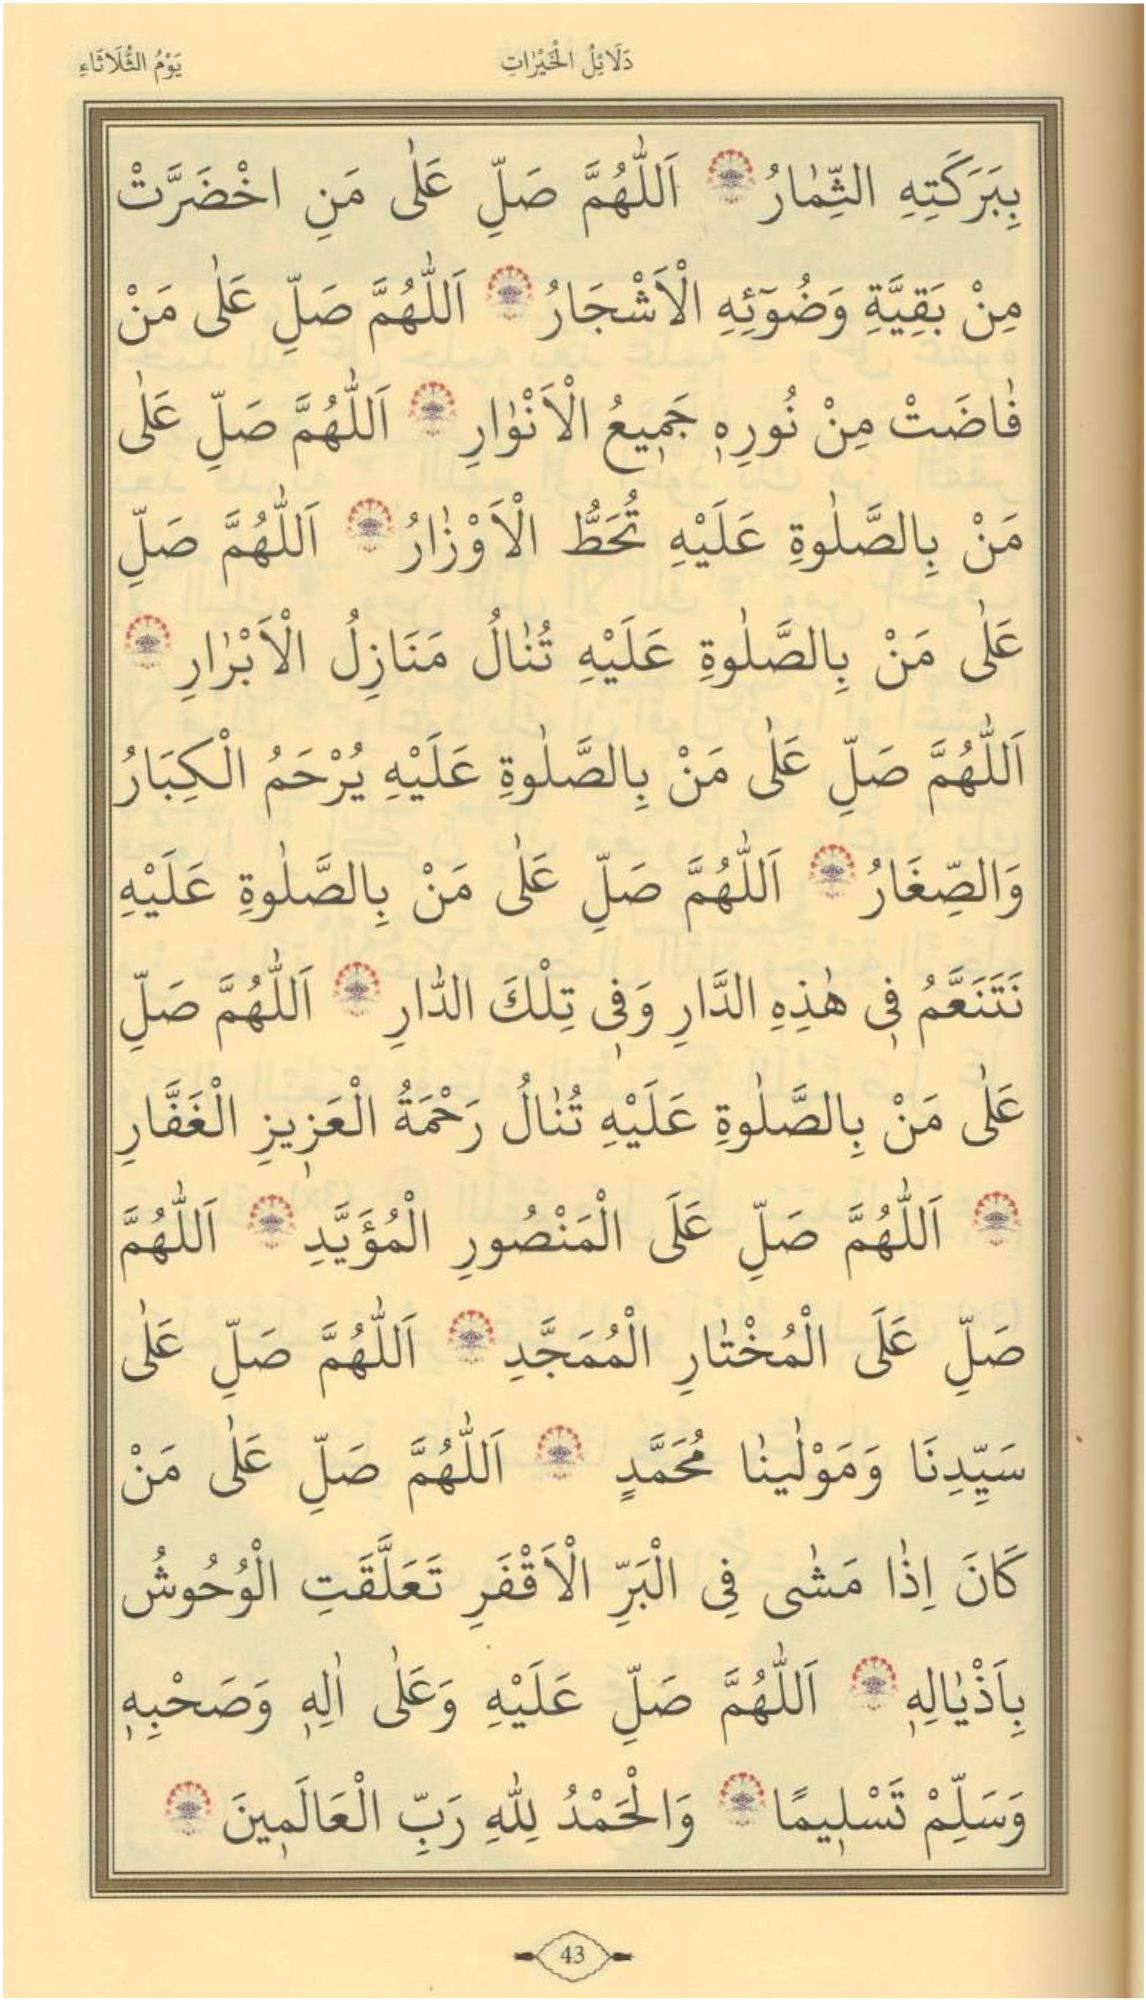 دَلَائِلُ الْخَيْرَاتِ يَوْمُ الثُّلَاثَاءِ
بِبَرَكَتِهِ الثِّمٰارُ اَللّٰهُمَّ صَلِّ عَلٰى مَنِ اخْضَرَّتْ
مِنْ بَقِيَّةِ وَضُوٓئِهِ الْاَشْجَارُ اَللّٰهُمَّ صَلِّ عَلٰى مَنْ
فٰاضَتْ مِنْ نُورِهٖ جَمٖيعُ الْاَنْوٰارِ اَللّٰهُمَّ صَلِّ عَلٰى
مَنْ بِالصَّلٰوةِ عَلَيْهِ تُحَطُّ الْاَوْزٰارُ اَللّٰهُمَّ صَلِّ
عَلٰى مَنْ بِالصَّلٰوةِ عَلَيْهِ تُنٰالُ مَنَازِلُ الْاَبْرٰارِ
اَللّٰهُمَّ صَلِّ عَلٰى مَنْ بِالصَّلٰوةِ عَلَيْهِ يُرْحَمُ الْكِبَارُ
وَالصِّغَارُ اَللّٰهُمَّ صَلِّ عَلٰى مَنْ بِالصَّلٰوةِ عَلَيْهِ
نَتَنَعَّمُ فٖى هٰذِهِ الدَّارِ وَفٖى تِلْكَ الدّٰارِ اَللّٰهُمَّ صَلِّ
عَلٰى مَنْ بِالصَّلٰوةِ عَلَيْهِ تُنٰالُ رَحْمَةُ الْعَزٖيزِ الْغَفَّارِ
اَللّٰهُمَّ صَلِّ عَلَى الْمَنْصُورِ الْمُؤَيَّدِ اَللّٰهُمَّ
صَلِّ عَلَى الْمُخْتٰارِ الْمُمَجَّدِ اَللّٰهُمَّ صَلِّ عَلٰى
سَيِّدِنَا وَمَوْلٰينٰا مُحَمَّدٍ اَللّٰهُمَّ صَلِّ عَلٰى مَنْ
كَانَ اِذٰا مَشٰى فِى الْبَرِّ الْاَقْفَرِ تَعَلَّقَتِ الْوُحُوشُ
بِاَذْيٰالِهٖ اَللّٰهُمَّ صَلِّ عَلَيْهِ وَعَلٰى اٰلِهٖ وَصَحْبِهٖ
وَسَلِّمْ تَسْلٖيمًا وَالْحَمْدُ لِلّٰهِ رَبِّ الْعَالَمٖينَ
43